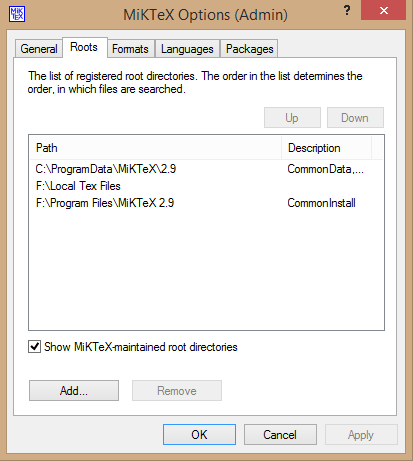 MiKTeX Options (Admin)
? ×
General Roots Formats Languages Packages
The list of registered root directories. The order in the list determines the
order, in which files are searched.
Up Down
Path Description
C:\ProgramData\MiKTeX\2.9 CommonData,...
F:\Local Tex Files
F:\Program Files\MiKTeX 2.9 CommonInstall
Show MiKTeX-maintained root directories
Add... Remove
OK Cancel Apply